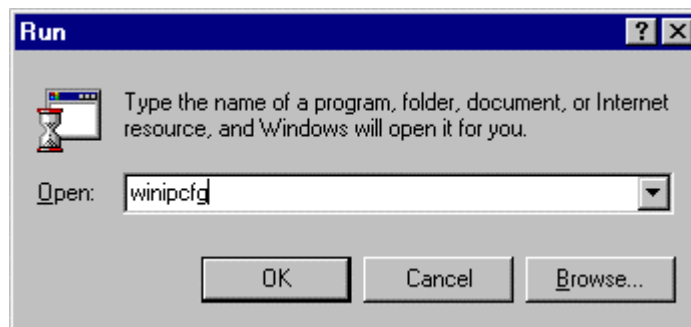 Run
Type the name of a program, folder, document, or Internet
resource, and Windows will open it for you.
Open: winipcfg
OK Cancel Browse...